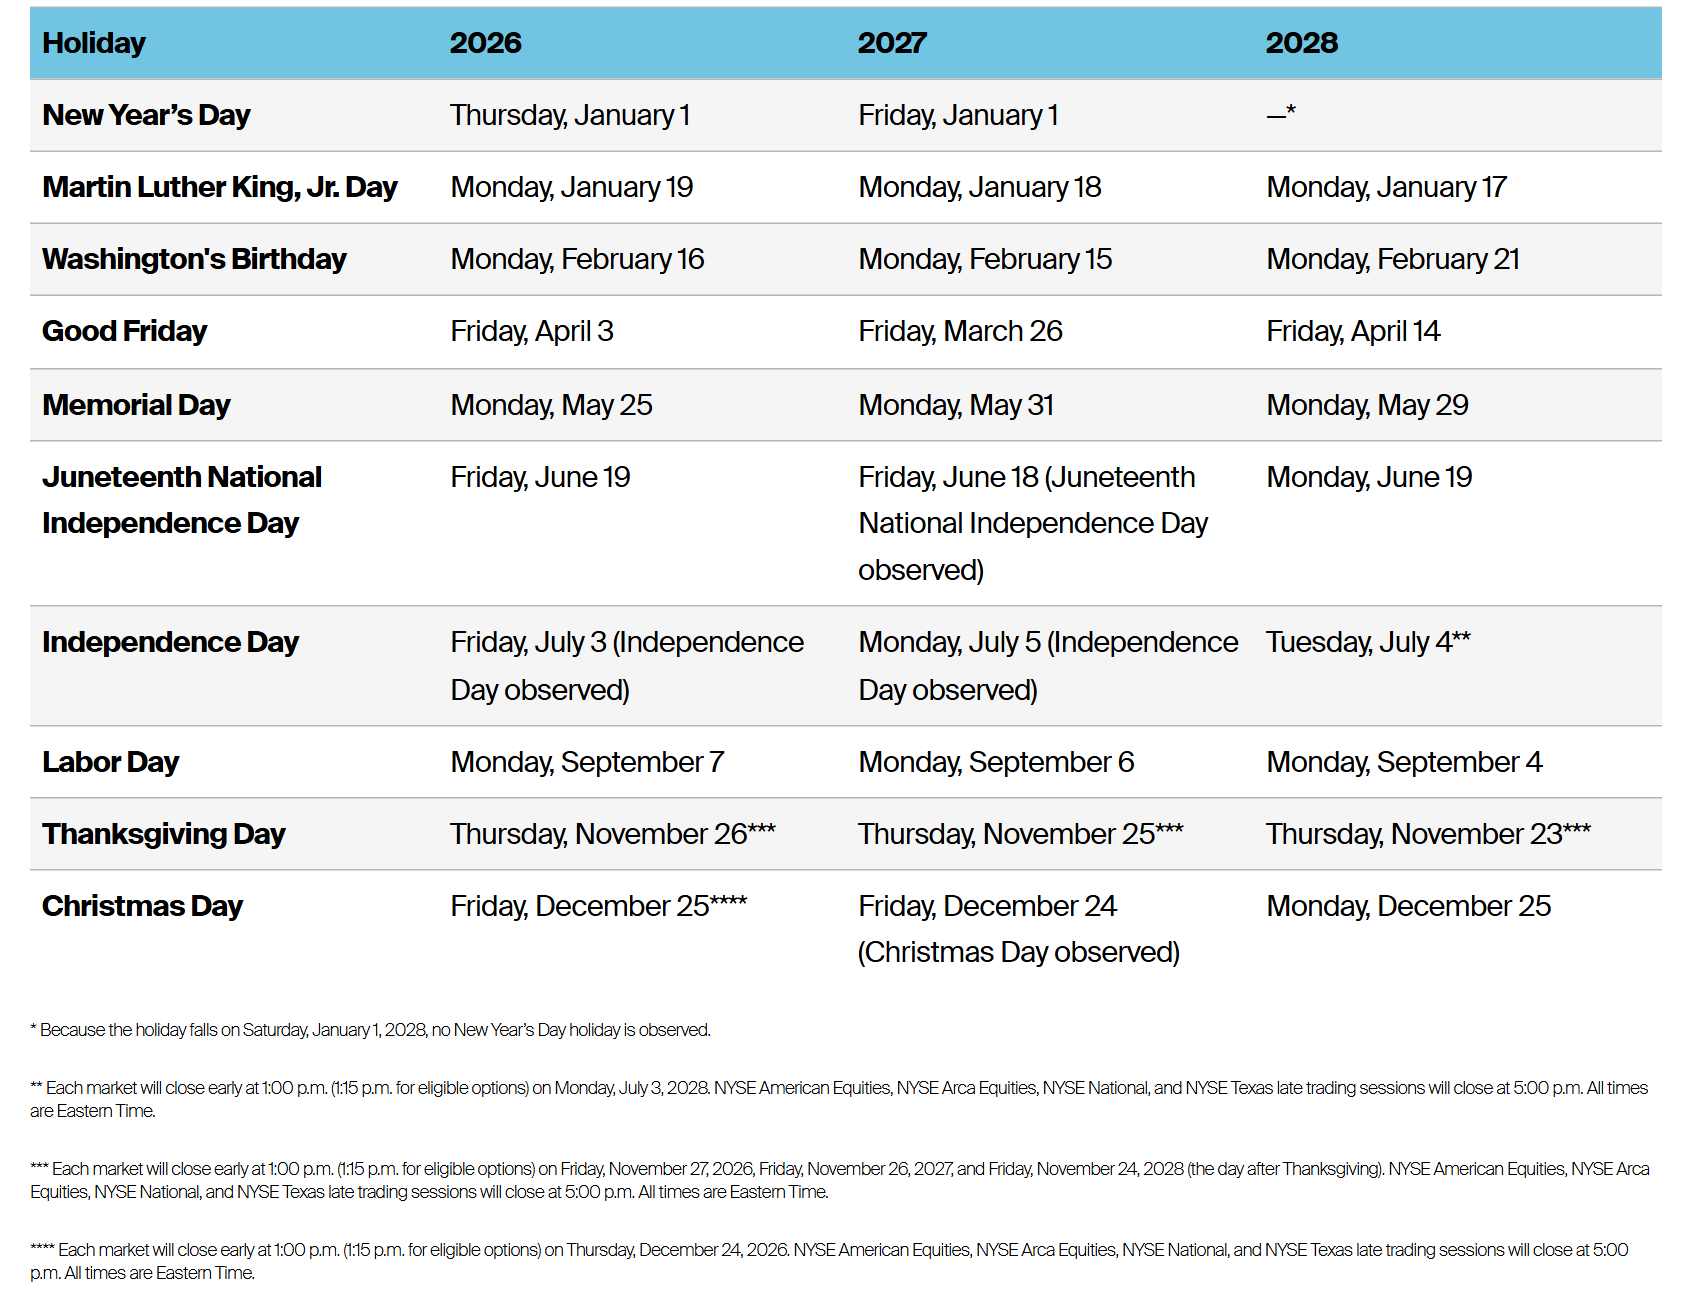 Holiday 2026 2027 2028
New Year’s Day Thursday, January 1 Friday, January 1 —*
Martin Luther King, Jr. Day Monday, January 19 Monday, January 18 Monday, January 17
Washington's Birthday Monday, February 16 Monday, February 15 Monday, February 21
Good Friday Friday, April 3 Friday, March 26 Friday, April 14
Memorial Day Monday, May 25 Monday, May 31 Monday, May 29
Juneteenth National Friday, June 19 Friday, June 18 (Juneteenth Monday, June 19
Independence Day National Independence Day
observed)
Independence Day Friday, July 3 (Independence Monday, July 5 (Independence Tuesday, July 4**
Day observed) Day observed)
Labor Day Monday, September 7 Monday, September 6 Monday, September 4
Thanksgiving Day Thursday, November 26*** Thursday, November 25*** Thursday, November 23***
Christmas Day Friday, December 25**** Friday, December 24 Monday, December 25
(Christmas Day observed)
* Because the holiday falls on Saturday, January 1, 2028, no New Year’s Day holiday is observed.
** Each market will close early at 1:00 p.m. (1:15 p.m. for eligible options) on Monday, July 3, 2028. NYSE American Equities, NYSE Arca Equities, NYSE National, and NYSE Texas late trading sessions will close at 5:00 p.m. All times
are Eastern Time.
*** Each market will close early at 1:00 p.m. (1:15 p.m. for eligible options) on Friday, November 27, 2026, Friday, November 26, 2027, and Friday, November 24, 2028 (the day after Thanksgiving). NYSE American Equities, NYSE Arca
Equities, NYSE National, and NYSE Texas late trading sessions will close at 5:00 p.m. All times are Eastern Time.
**** Each market will close early at 1:00 p.m. (1:15 p.m. for eligible options) on Thursday, December 24, 2026. NYSE American Equities, NYSE Arca Equities, NYSE National, and NYSE Texas late trading sessions will close at 5:00
p.m. All times are Eastern Time.